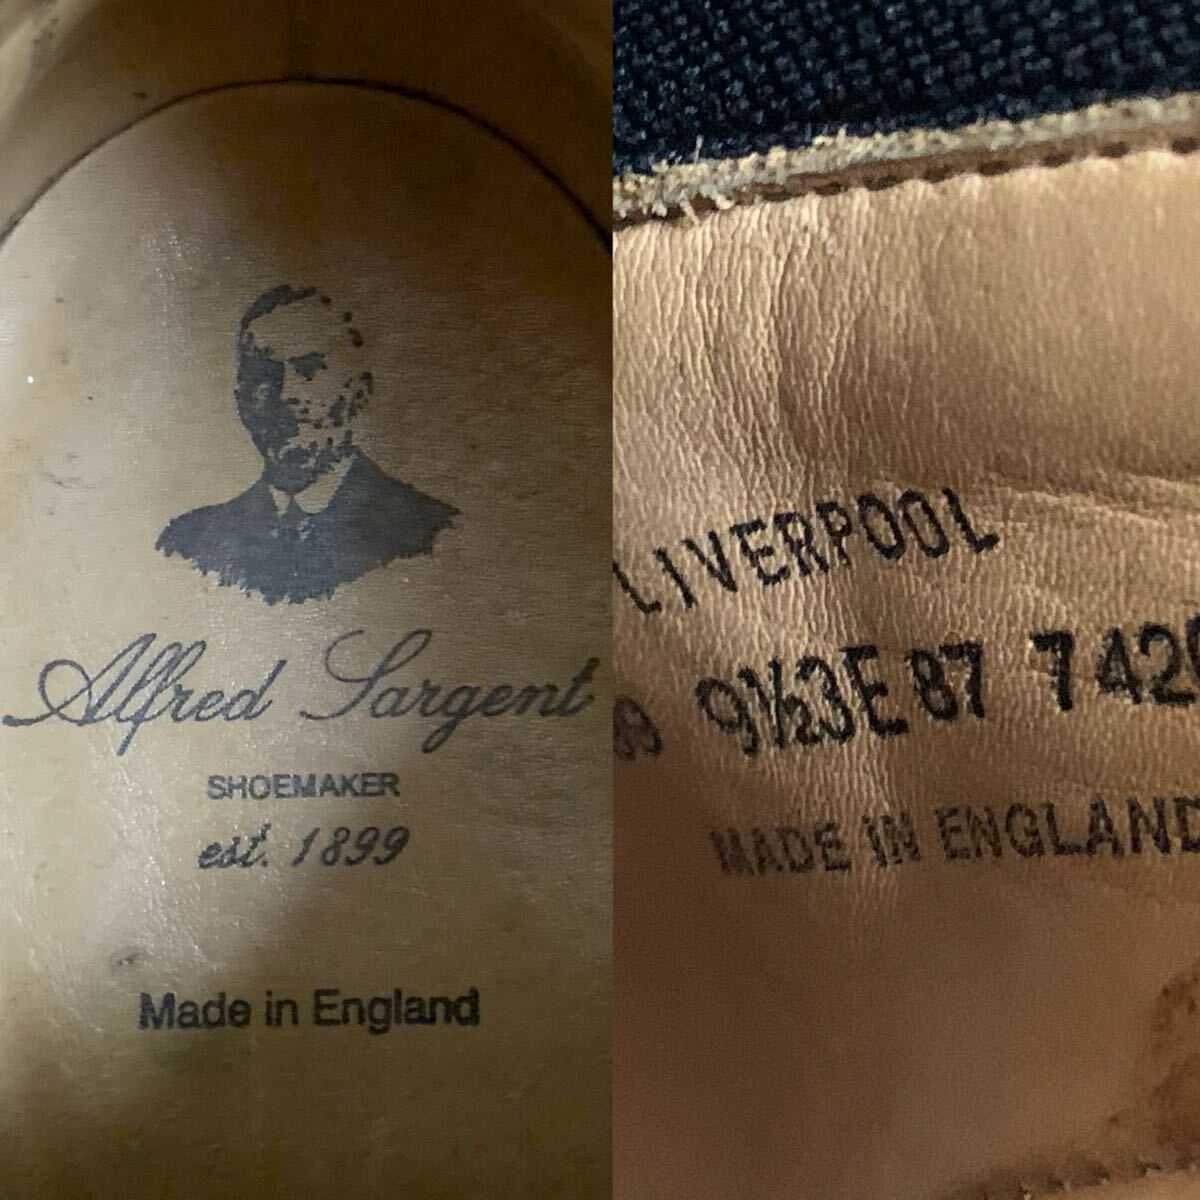 Alfred Sargent
SHOEMAKER
est. 1899
Made in England
LIVERPOOL
9½3E 87 742
MADE IN ENGLAND